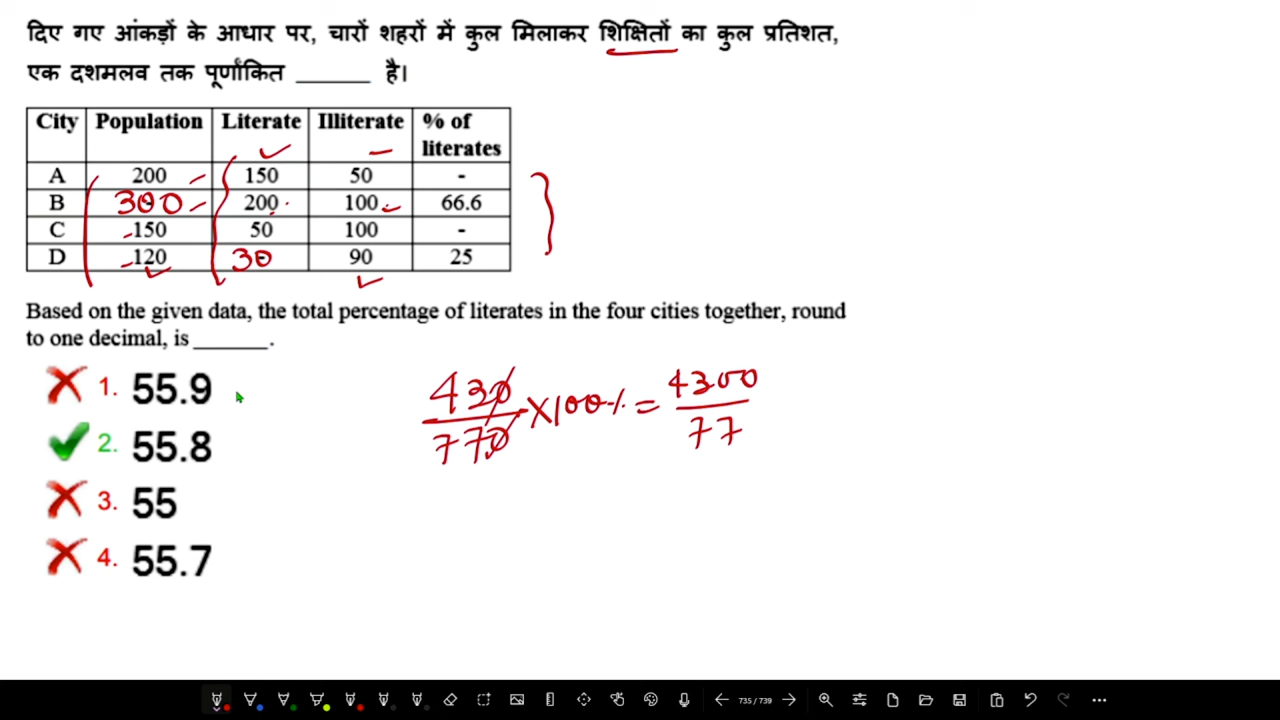 दिए गए आंकड़ों के आधार पर, चारों शहरों में कुल मिलाकर शिक्षितों का कुल प्रतिशत,
एक दशमलव तक पूर्णांकित ______ है।
City Population Literate Illiterate % of literates
A 200 150 50 -
B 300 200 100 66.6
C 150 50 100 -
D 120 30 90 25
Based on the given data, the total percentage of literates in the four cities together, round
to one decimal, is _______.
1. 55.9
2. 55.8
3. 55
4. 55.7
430/770 ×100% = 4300/77
735 / 739